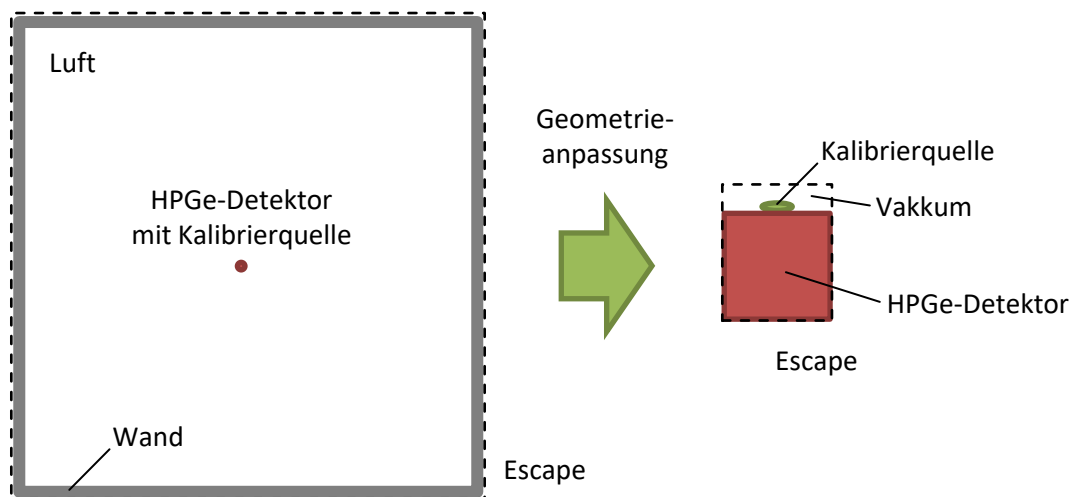 Luft
HPGe-Detektor
mit Kalibrierquelle
Wand
Escape
Geometrie-
anpassung
Kalibrierquelle
Vakkum
HPGe-Detektor
Escape